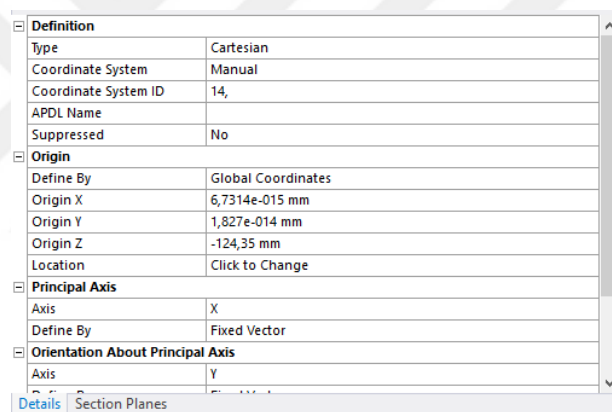 Definition
Type Cartesian
Coordinate System Manual
Coordinate System ID 14,
APDL Name
Suppressed No
Origin
Define By Global Coordinates
Origin X 6,7314e-015 mm
Origin Y 1,827e-014 mm
Origin Z -124,35 mm
Location Click to Change
Principal Axis
Axis X
Define By Fixed Vector
Orientation About Principal Axis
Axis Y
Details Section Planes